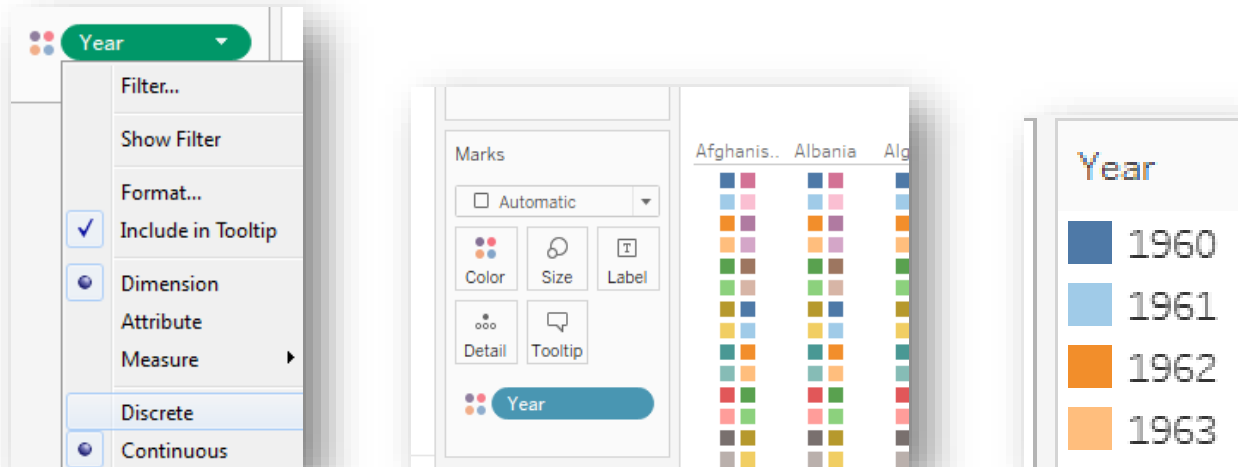 Year
Filter...
Show Filter
Format...
Include in Tooltip
Dimension
Attribute
Measure
Discrete
Continuous
Marks
Automatic
Color Size Label
T
Detail Tooltip
Year
Afghanis.. Albania Alg
Year
1960
1961
1962
1963